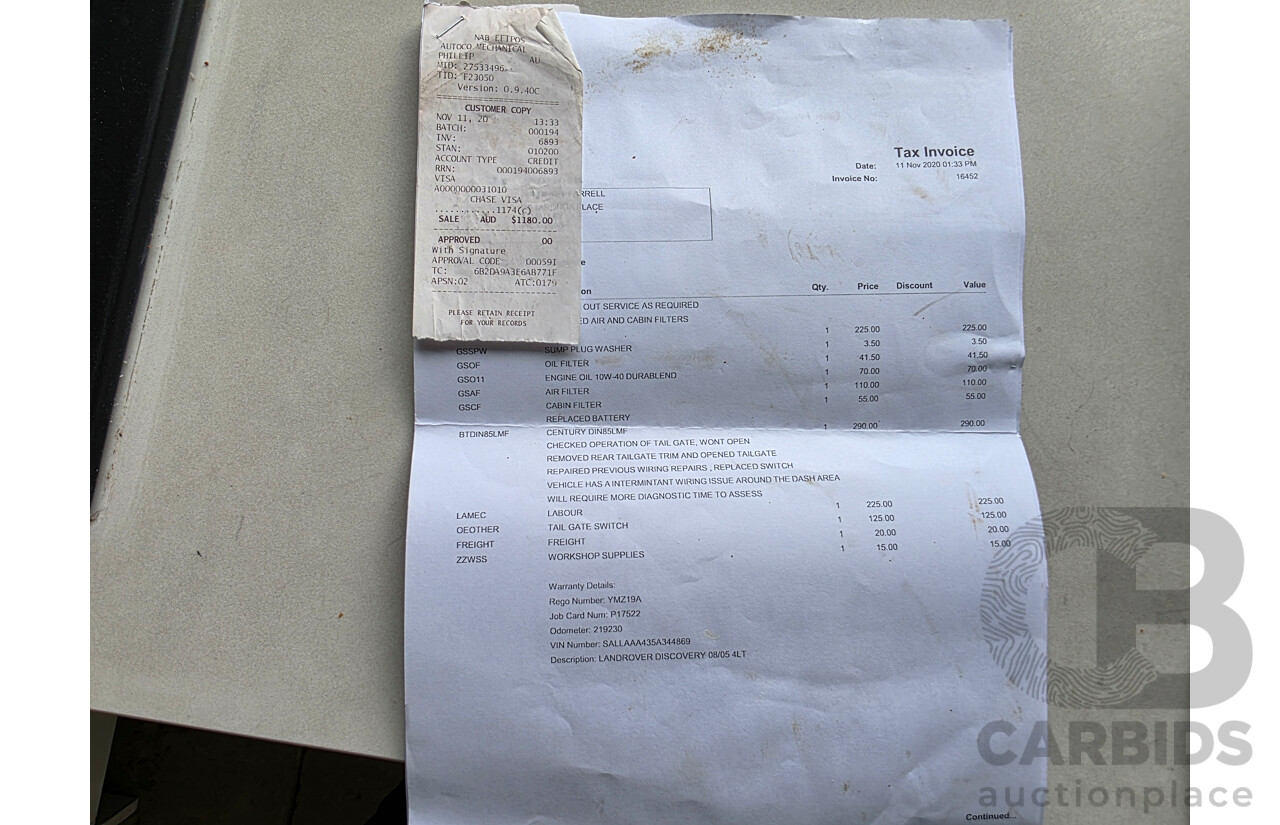 NAB EFTPOS
AUTOCO MECHANICAL
PHILLIP AU
MID: 27533496
TID: F23050
Version: 0.9.40C
CUSTOMER COPY
NOV 11, 20 13:33
BATCH: 000194
INV: 6893
STAN: 010200
ACCOUNT TYPE CREDIT
RRN: 000194006893
VISA
A0000000031010
CHASE VISA
............1174(c)
SALE AUD $1180.00
APPROVED 00
With Signature
APPROVAL CODE 000591
TC: 6B2DA9A3E6AB771F
APSN:02 ATC:0179
PLEASE RETAIN RECEIPT
FOR YOUR RECORDS
Tax Invoice
Date: 11 Nov 2020 01:33 PM
Invoice No: 16452
ARRELL
LACE
e
on Qty. Price Discount Value
OUT SERVICE AS REQUIRED
ED AIR AND CABIN FILTERS
1 225.00 225.00
GSSPW SUMP PLUG WASHER 1 3.50 3.50
GSOF OIL FILTER 1 41.50 41.50
GSO11 ENGINE OIL 10W-40 DURABLEND 1 70.00 70.00
GSAF AIR FILTER 1 110.00 110.00
GSCF CABIN FILTER 1 55.00 55.00
REPLACED BATTERY
BTDIN85LMF CENTURY DIN85LMF 1 290.00 290.00
CHECKED OPERATION OF TAIL GATE, WONT OPEN
REMOVED REAR TAILGATE TRIM AND OPENED TAILGATE
REPAIRED PREVIOUS WIRING REPAIRS , REPLACED SWITCH
VEHICLE HAS A INTERMINTANT WIRING ISSUE AROUND THE DASH AREA
WILL REQUIRE MORE DIAGNOSTIC TIME TO ASSESS
LAMEC LABOUR 1 225.00 225.00
OEOTHER TAIL GATE SWITCH 1 125.00 125.00
FREIGHT FREIGHT 1 20.00 20.00
ZZWSS WORKSHOP SUPPLIES 1 15.00 15.00
Warranty Details:
Rego Number: YMZ19A
Job Card Num: P17522
Odometer: 219230
VIN Number: SALLAAA435A344869
Description: LANDROVER DISCOVERY 08/05 4LT
Continued...
CB
CARBIDS
auctionplace